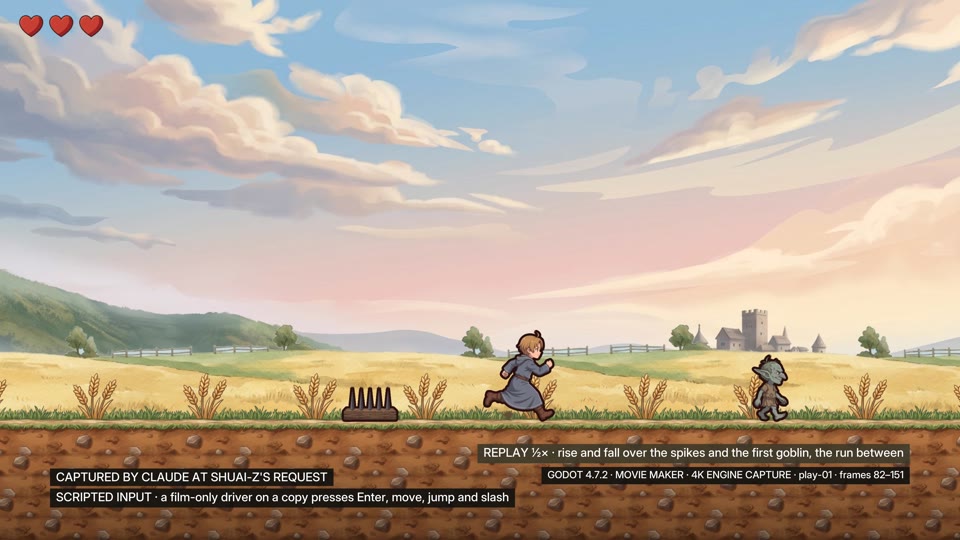 REPLAY ½× · rise and fall over the spikes and the first goblin, the run between
GODOT 4.7.2 · MOVIE MAKER · 4K ENGINE CAPTURE · play-01 · frames 82–151
CAPTURED BY CLAUDE AT SHUAI-Z'S REQUEST
SCRIPTED INPUT · a film-only driver on a copy presses Enter, move, jump and slash